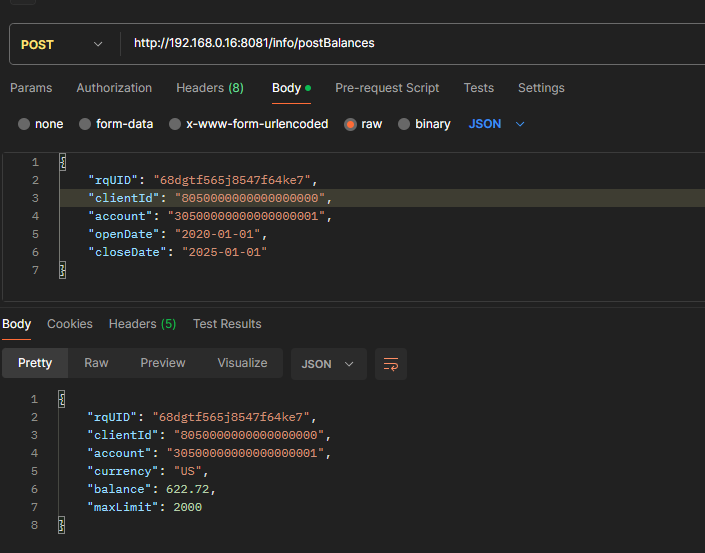 POST http://192.168.0.16:8081/info/postBalances
Params Authorization Headers (8) Body Pre-request Script Tests Settings
none form-data x-www-form-urlencoded raw binary JSON
1 {
2 "rqUID": "68dgtf565j8547f64ke7",
3 "clientId": "8050000000000000000",
4 "account": "30500000000000000001",
5 "openDate": "2020-01-01",
6 "closeDate": "2025-01-01"
7 }
Body Cookies Headers (5) Test Results
Pretty Raw Preview Visualize JSON
1 {
2 "rqUID": "68dgtf565j8547f64ke7",
3 "clientId": "8050000000000000000",
4 "account": "30500000000000000001",
5 "currency": "US",
6 "balance": 622.72,
7 "maxLimit": 2000
8 }